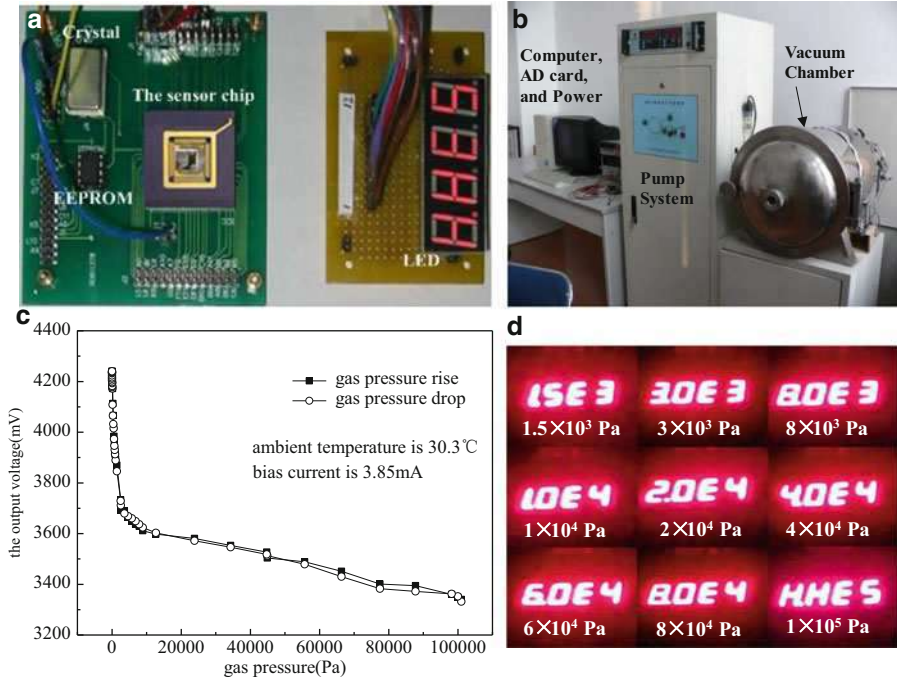 a
Crystal
The sensor chip
EEPROM
LED
b
Computer,
AD card,
and Power
Vacuum
Chamber
Pump
System
c
4400
4200
4000
3800
3600
3400
3200
the output voltage(mV)
gas pressure rise
gas pressure drop
ambient temperature is 30.3℃
bias current is 3.85mA
0 20000 40000 60000 80000 100000
gas pressure(Pa)
d
1.5E 3 3.0E 3 8.0E 3
1.5×10³ Pa 3×10³ Pa 8×10³ Pa
1.0E 4 2.0E 4 4.0E 4
1×10⁴ Pa 2×10⁴ Pa 4×10⁴ Pa
6.0E 4 8.0E 4 H.HE 5
6×10⁴ Pa 8×10⁴ Pa 1×10⁵ Pa